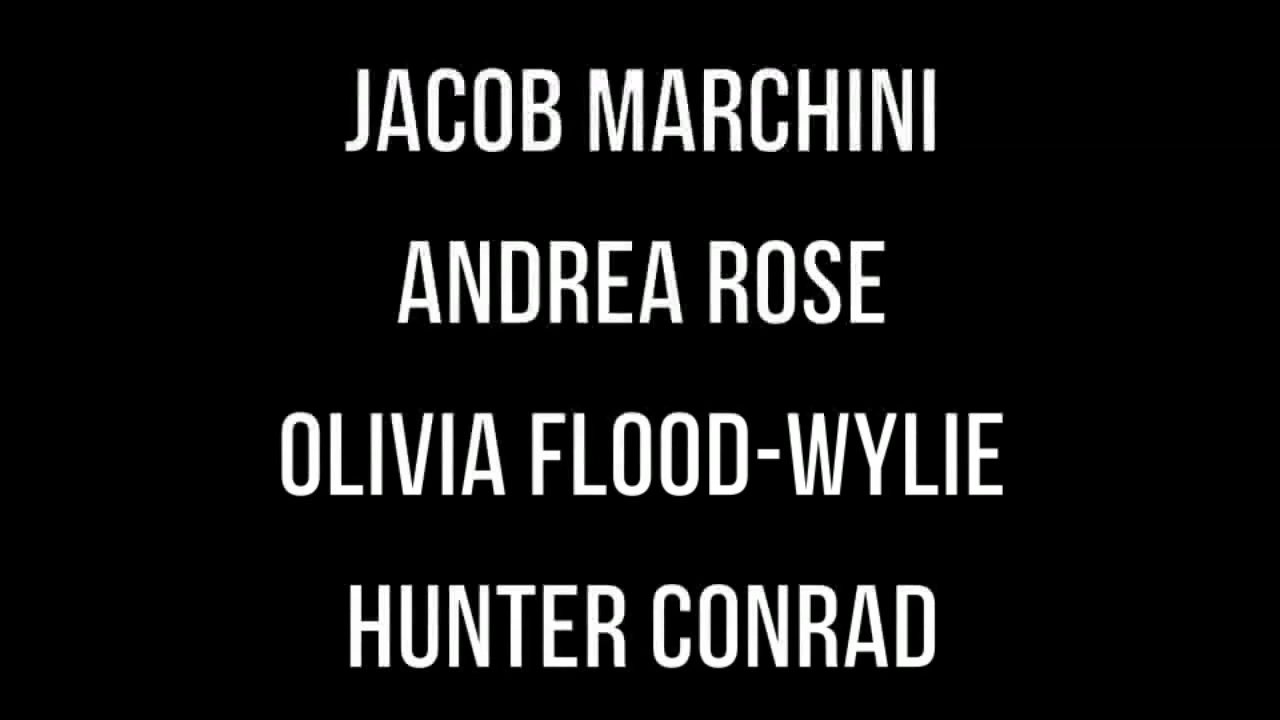 JACOB MARCHINI
ANDREA ROSE
OLIVIA FLOOD-WYLIE
HUNTER CONRAD